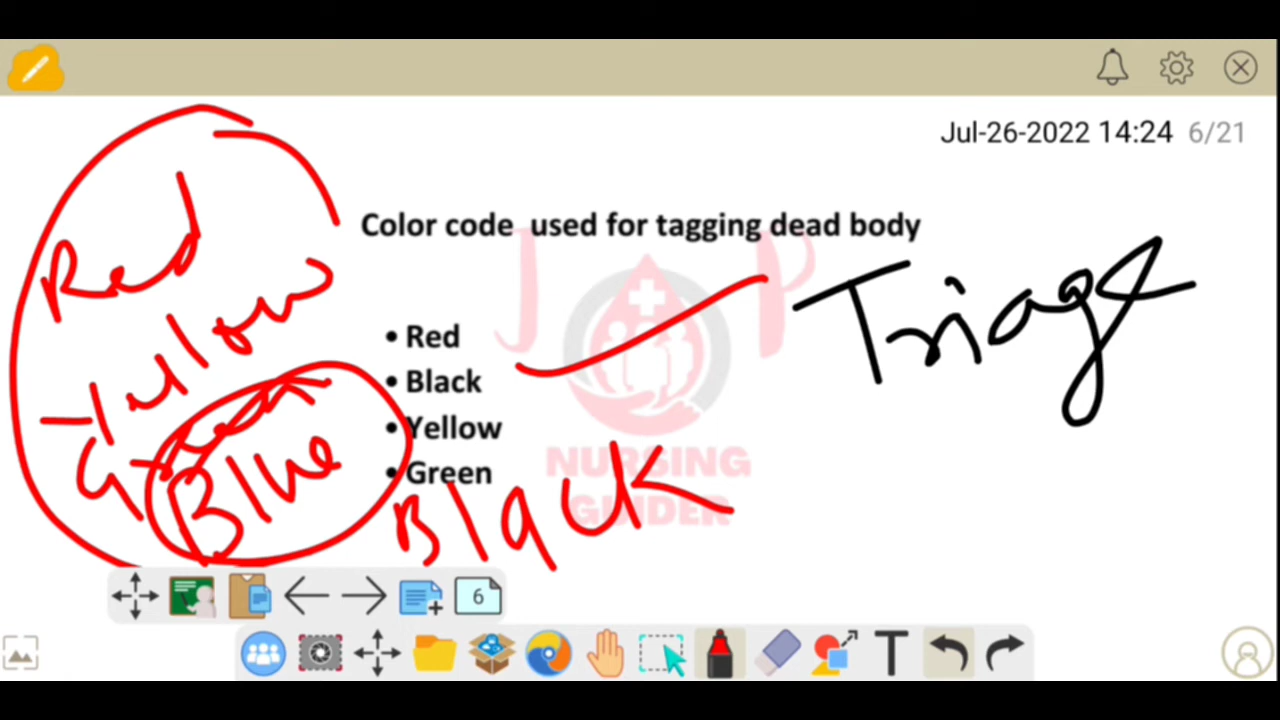 Jul-26-2022 14:24 6/21
Color code used for tagging dead body
• Red
• Black
• Yellow
• Green
Red
Yellow
Green
Blue
Black
Triage
J P
NURSING
GUIDER
6
T